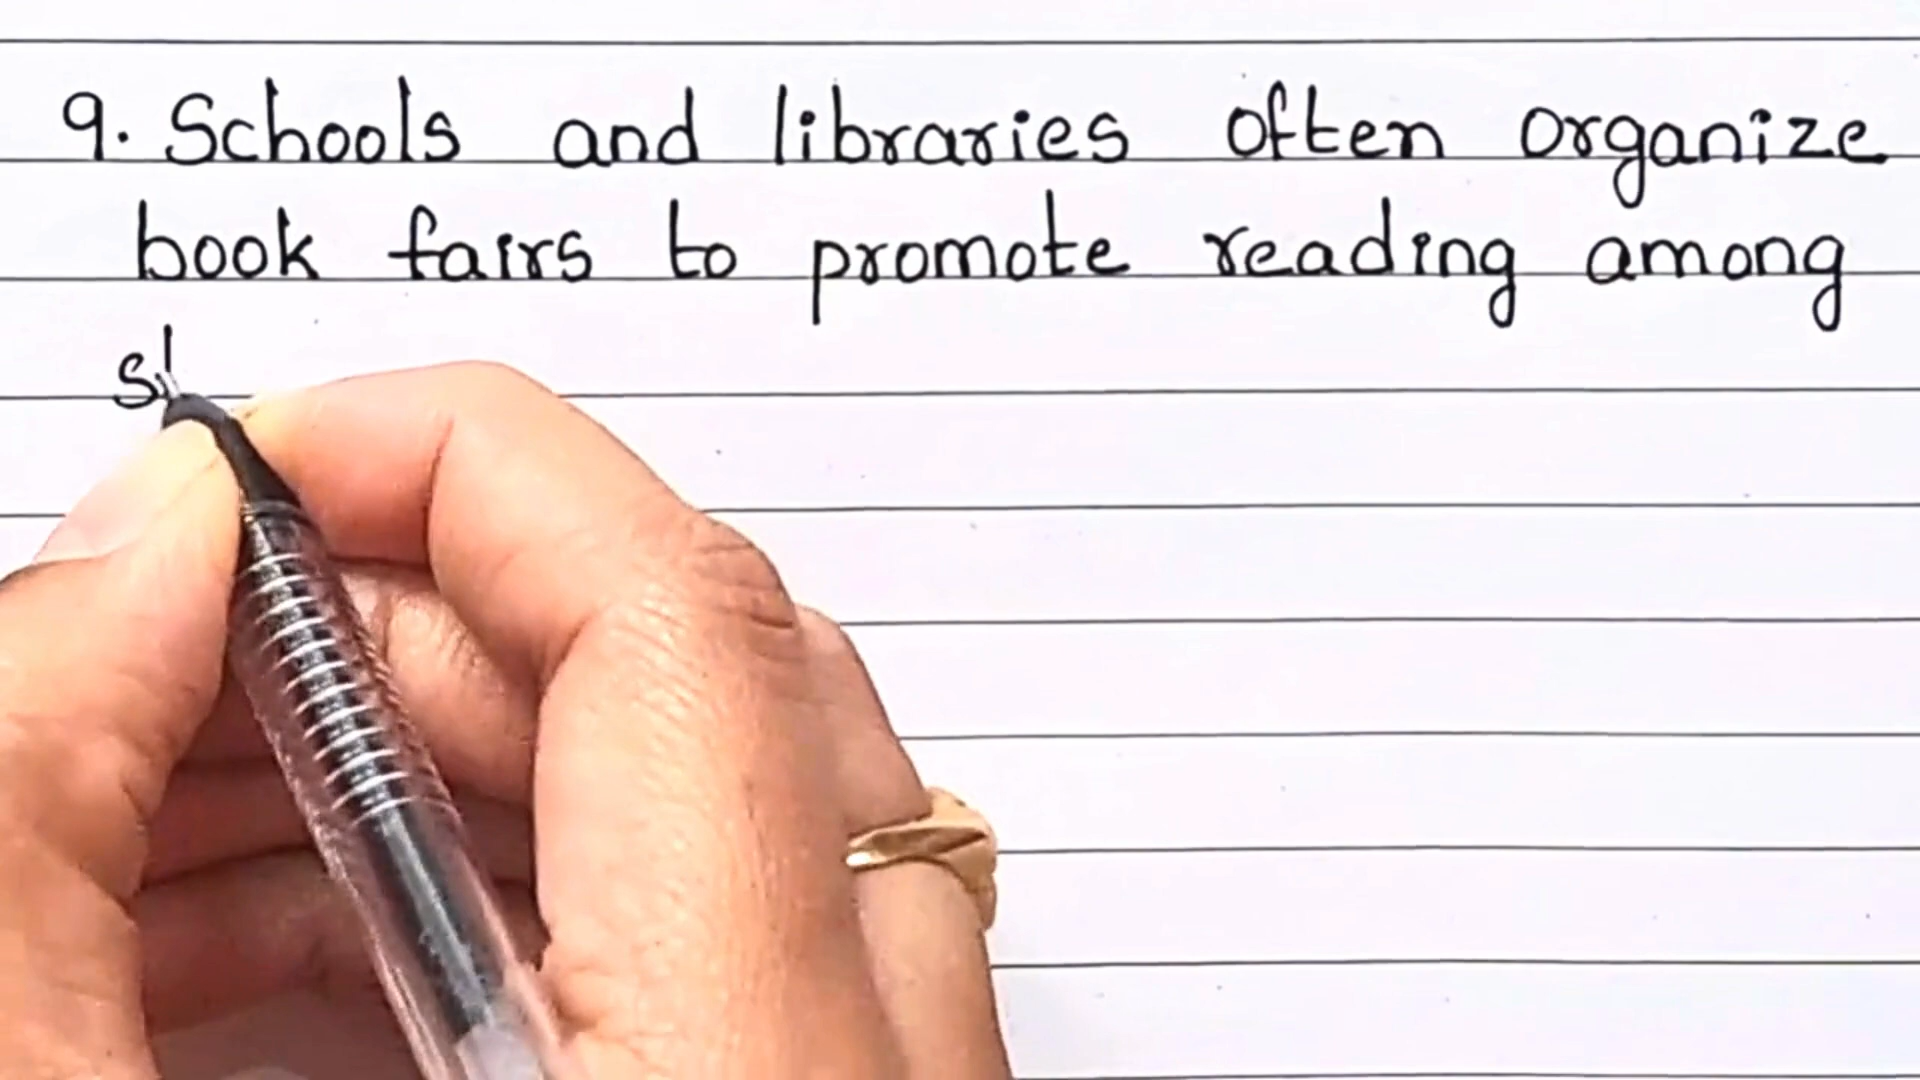 9. Schools and libraries often organize
book fairs to promote reading among